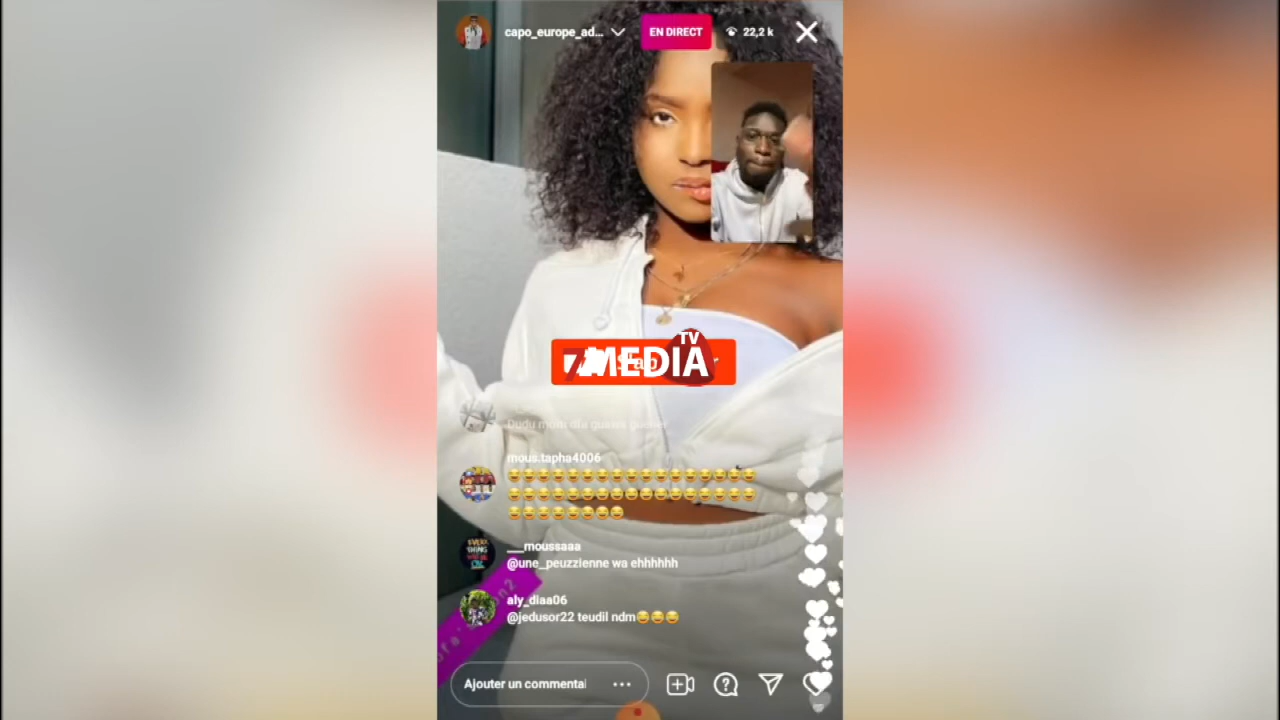 capo_europe_ad...
EN DIRECT
22,2 k
TV
7MEDIA
mous.tapha4006
___moussaaa
@une_peuzzienne wa ehhhhhh
aly_diaa06
@jedusor22 teudil ndm😂😂😂
Ajouter un commentai